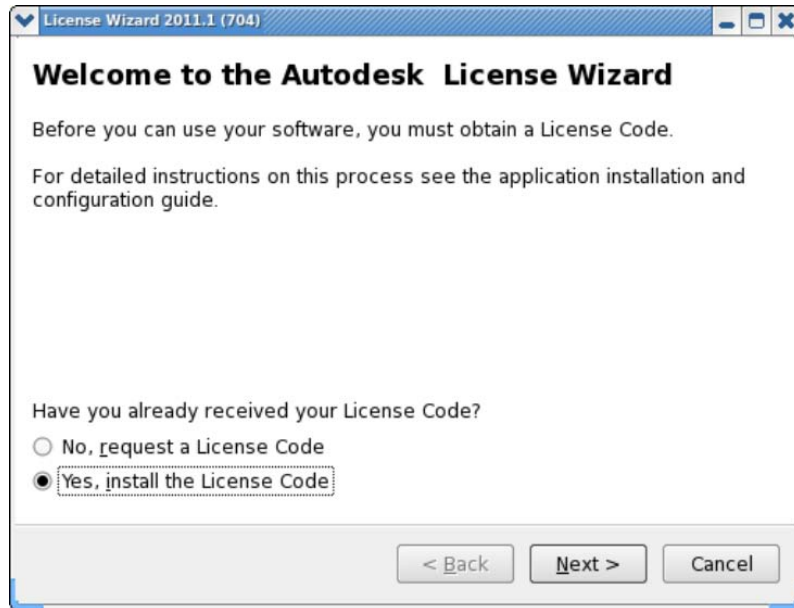 License Wizard 2011.1 (704)
Welcome to the Autodesk  License Wizard
Before you can use your software, you must obtain a License Code.
For detailed instructions on this process see the application installation and
configuration guide.
Have you already received your License Code?
No, request a License Code
Yes, install the License Code
< Back
Next >
Cancel